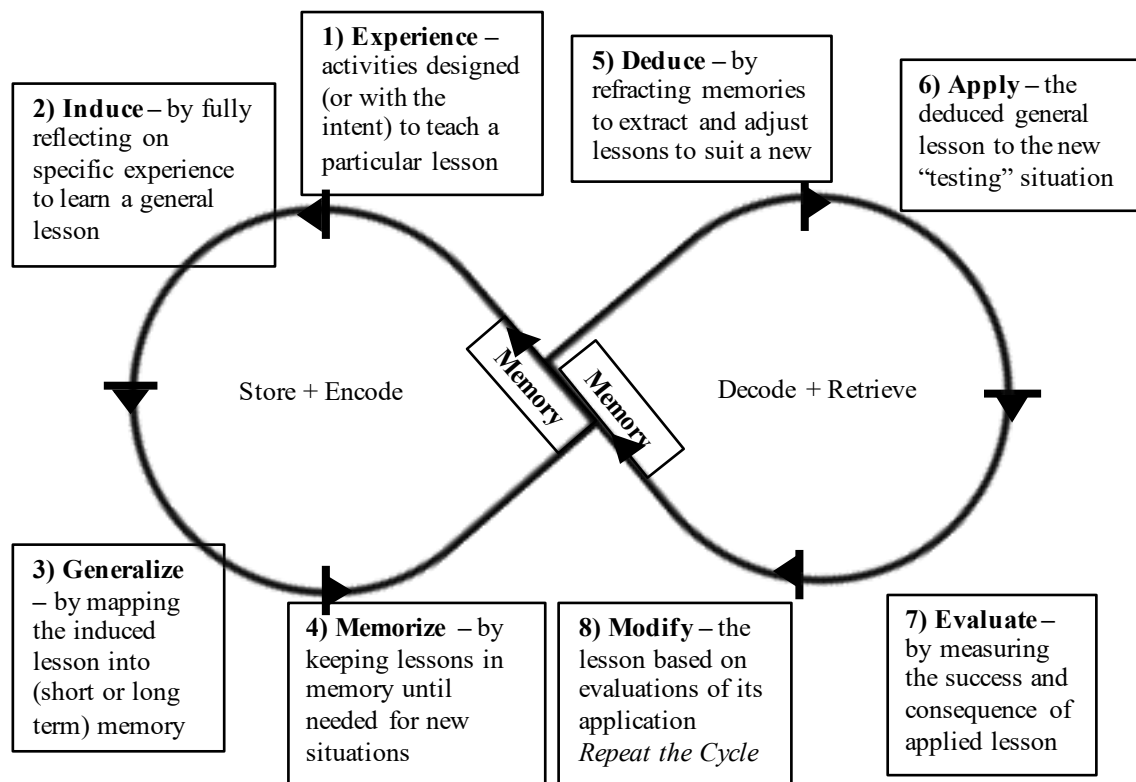 1) Experience –
activities designed
(or with the
intent) to teach a
particular lesson
2) Induce – by fully
reflecting on
specific experience
to learn a general
lesson
3) Generalize
– by mapping
the induced
lesson into
(short or long
term) memory
4) Memorize – by
keeping lessons in
memory until
needed for new
situations
Store + Encode
Memory
Memory
Decode + Retrieve
5) Deduce – by
refracting memories
to extract and adjust
lessons to suit a new
6) Apply – the
deduced general
lesson to the new
“testing” situation
7) Evaluate –
by measuring
the success and
consequence of
applied lesson
8) Modify – the
lesson based on
evaluations of its
application
Repeat the Cycle